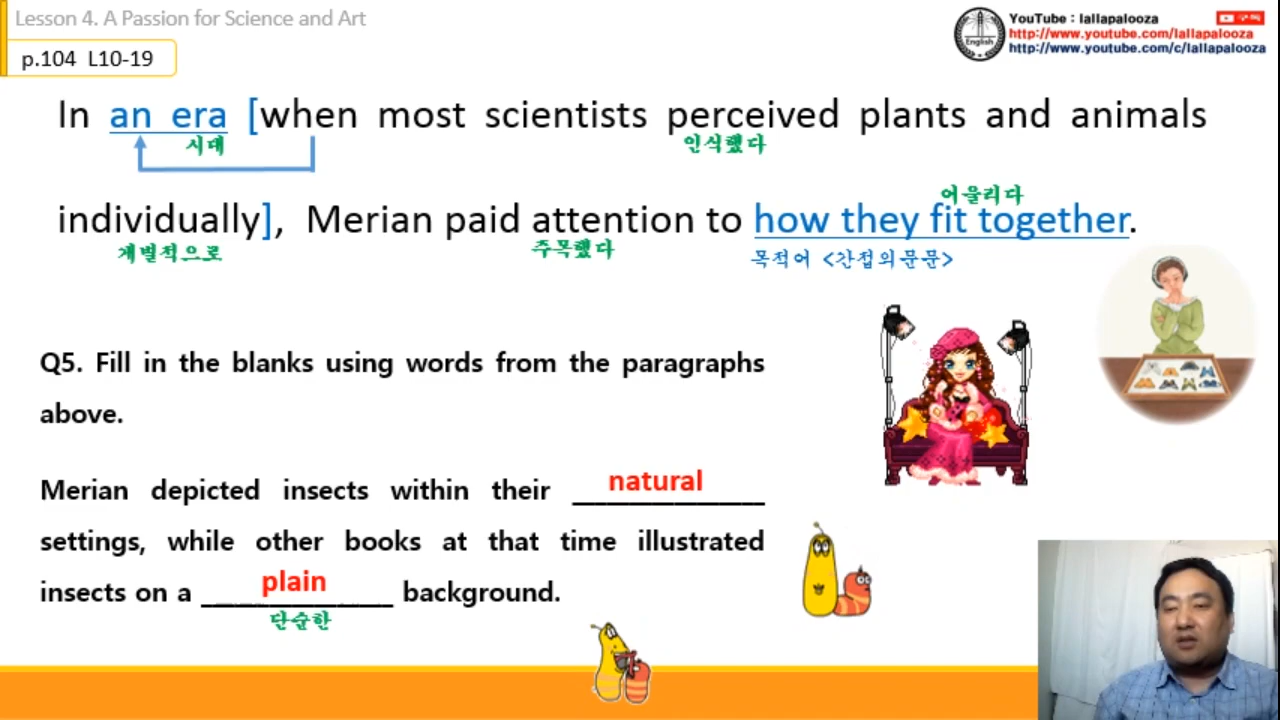 Lesson 4. A Passion for Science and Art
YouTube : lallapalooza
구독
http://www.youtube.com/lallapalooza
http://www.youtube.com/c/lallapalooza
English
p.104 L10-19
In an era [when most scientists perceived plants and animals
시대 인식했다
어울리다
individually], Merian paid attention to how they fit together.
개별적으로 주목했다 목적어 <간접의문문>
Q5. Fill in the blanks using words from the paragraphs
above.
natural
Merian depicted insects within their ______________
settings, while other books at that time illustrated
plain
insects on a ______________ background.
단순한